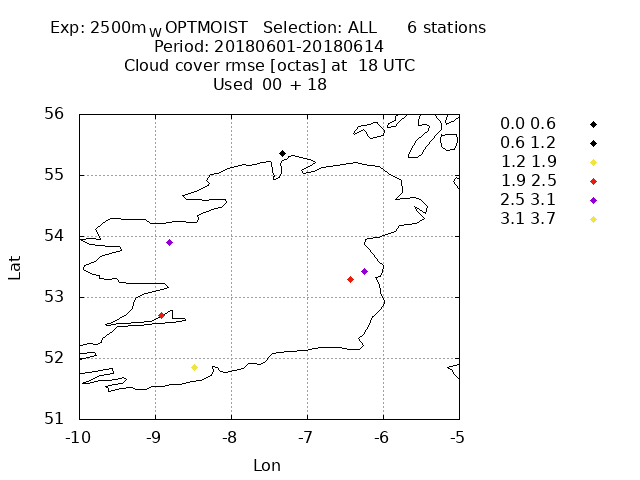 Exp: 2500m_W OPTMOIST Selection: ALL 6 stations
Period: 20180601-20180614
Cloud cover rmse [octas] at 18 UTC
Used 00 + 18
56
55
54
53
52
51
Lat
-10 -9 -8 -7 -6 -5
Lon
0.0 0.6
0.6 1.2
1.2 1.9
1.9 2.5
2.5 3.1
3.1 3.7